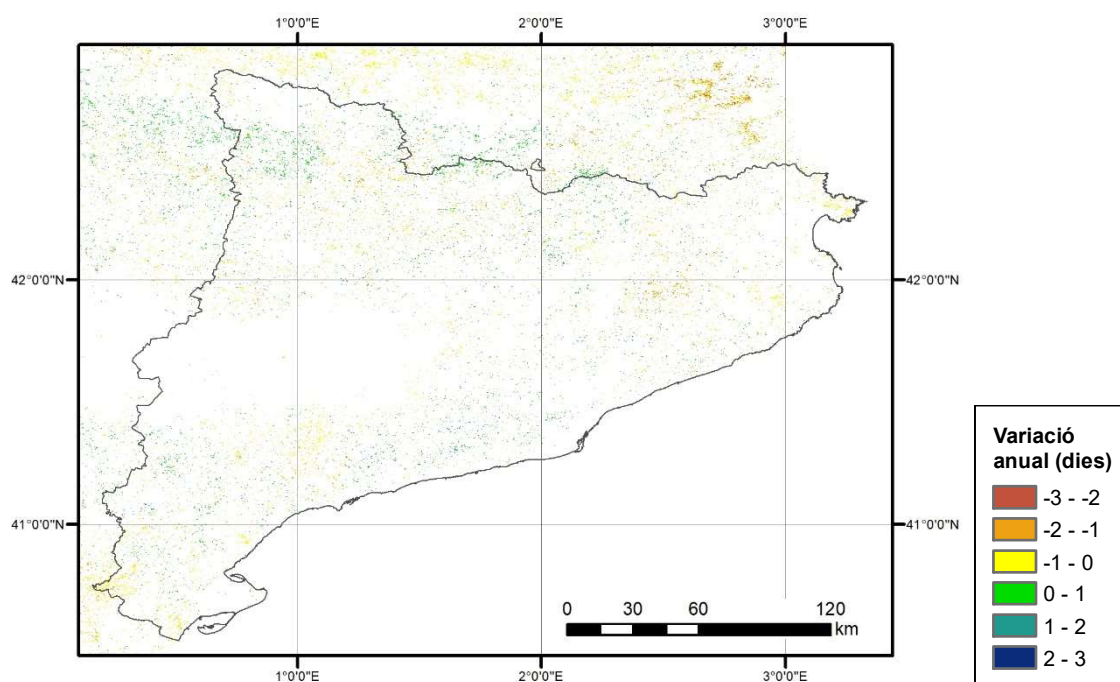 1°0'0"E 2°0'0"E 3°0'0"E
42°0'0"N 42°0'0"N
41°0'0"N 41°0'0"N
0 30 60 120
km
1°0'0"E 2°0'0"E 3°0'0"E
Variació
anual (dies)
-3 - -2
-2 - -1
-1 - 0
0 - 1
1 - 2
2 - 3